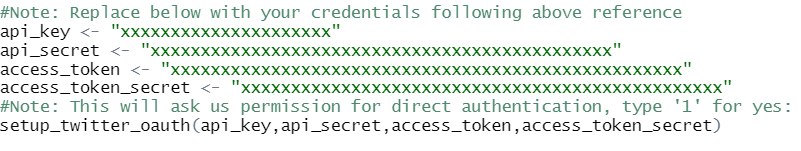 #Note: Replace below with your credentials following above reference
api_key <- "xxxxxxxxxxxxxxxxxxxxx"
api_secret <- "xxxxxxxxxxxxxxxxxxxxxxxxxxxxxxxxxxxxxxxxxxxxxx"
access_token <- "xxxxxxxxxxxxxxxxxxxxxxxxxxxxxxxxxxxxxxxxxxxxxxxxxxx"
access_token_secret <- "xxxxxxxxxxxxxxxxxxxxxxxxxxxxxxxxxxxxxxxxxxxxxxxx"
#Note: This will ask us permission for direct authentication, type '1' for yes:
setup_twitter_oauth(api_key,api_secret,access_token,access_token_secret)